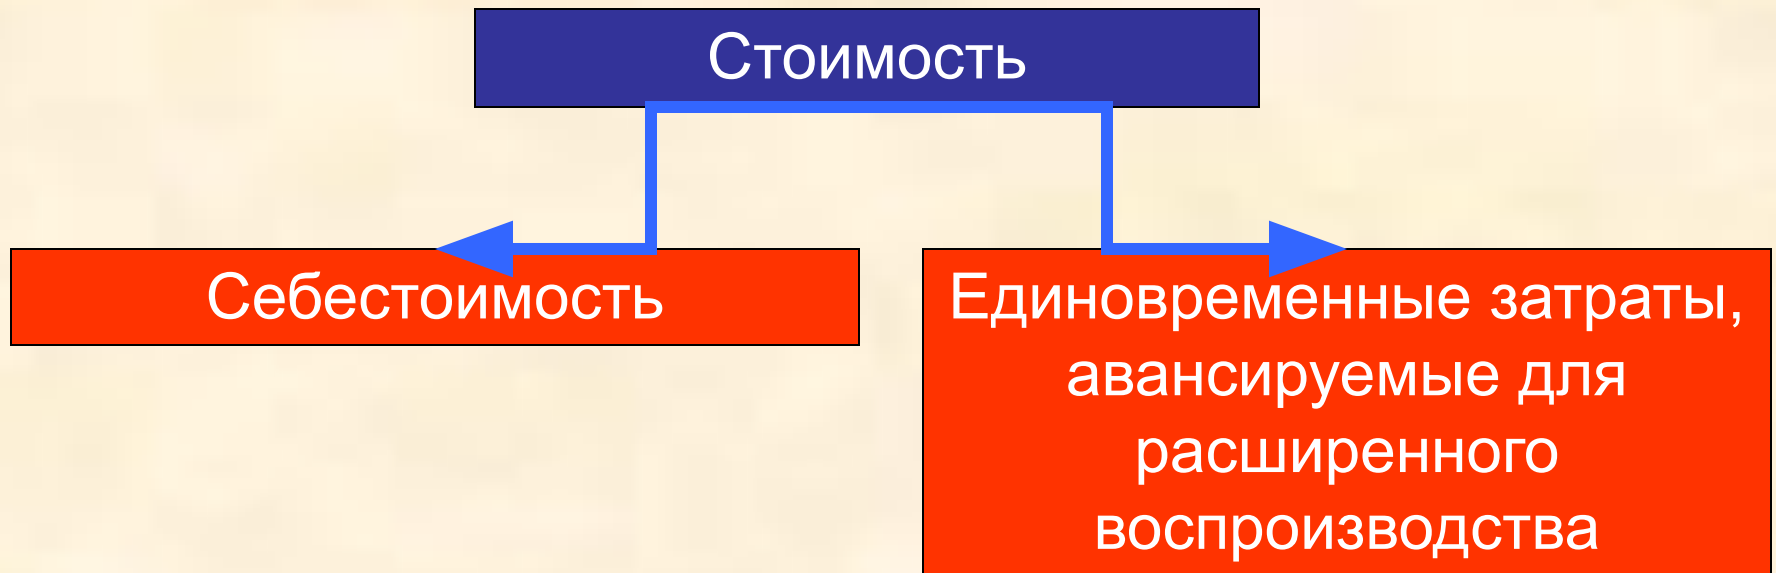 Стоимость
Себестоимость
Единовременные затраты,
авансируемые для
расширенного
воспроизводства